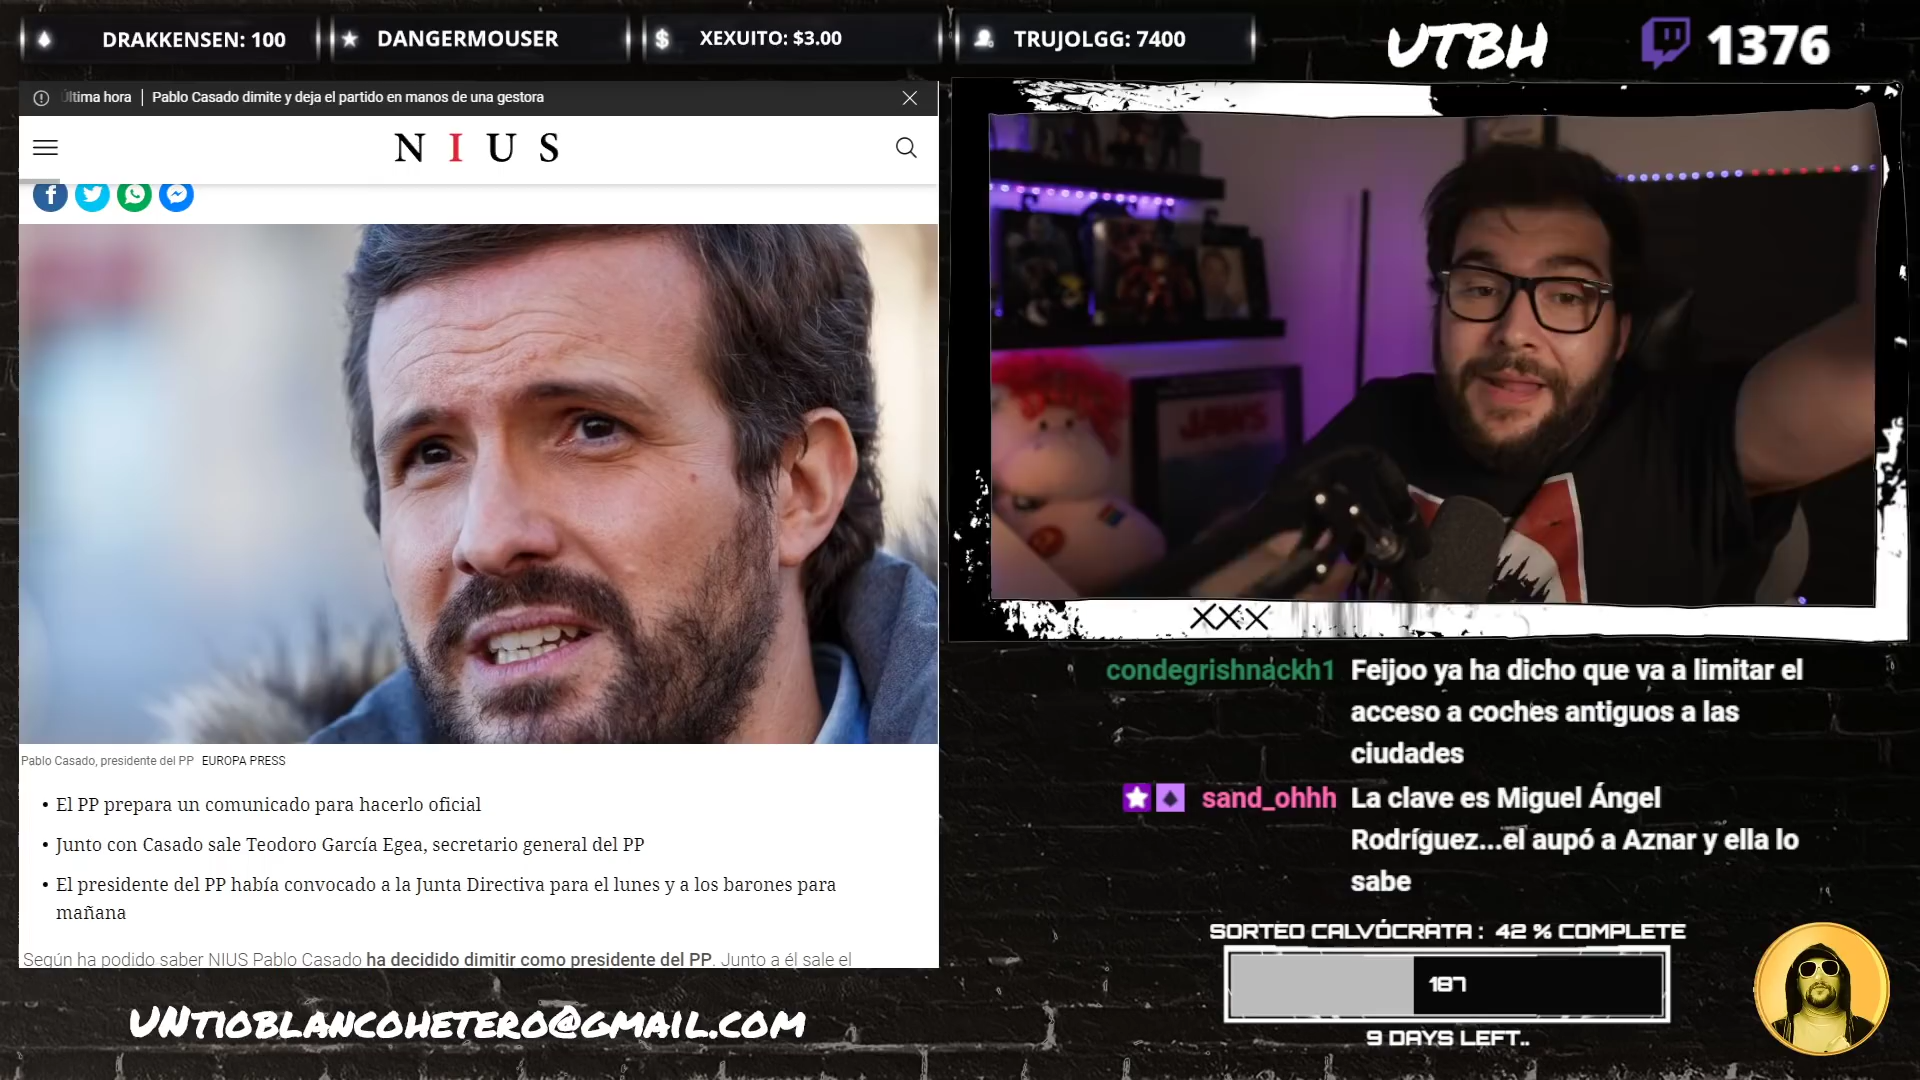 DRAKKENSEN: 100
DANGERMOUSER
XEXUITO: $3.00
TRUJOLGG: 7400
UTBH
1376
Última hora | Pablo Casado dimite y deja el partido en manos de una gestora
NIUS
Pablo Casado, presidente del PP EUROPA PRESS
• El PP prepara un comunicado para hacerlo oficial
• Junto con Casado sale Teodoro García Egea, secretario general del PP
• El presidente del PP había convocado a la Junta Directiva para el lunes y a los barones para
mañana
Según ha podido saber NIUS Pablo Casado ha decidido dimitir como presidente del PP. Junto a él sale el
JAWS
XXX
condegrishnackh1 Feijoo ya ha dicho que va a limitar el
acceso a coches antiguos a las
ciudades
sand_ohhh La clave es Miguel Ángel
Rodríguez...el aupó a Aznar y ella lo
sabe
SORTEO CALVÓCRATA : 42 % COMPLETE
187
9 DAYS LEFT..
UNTIOBLANCOHETERO@GMAIL.COM